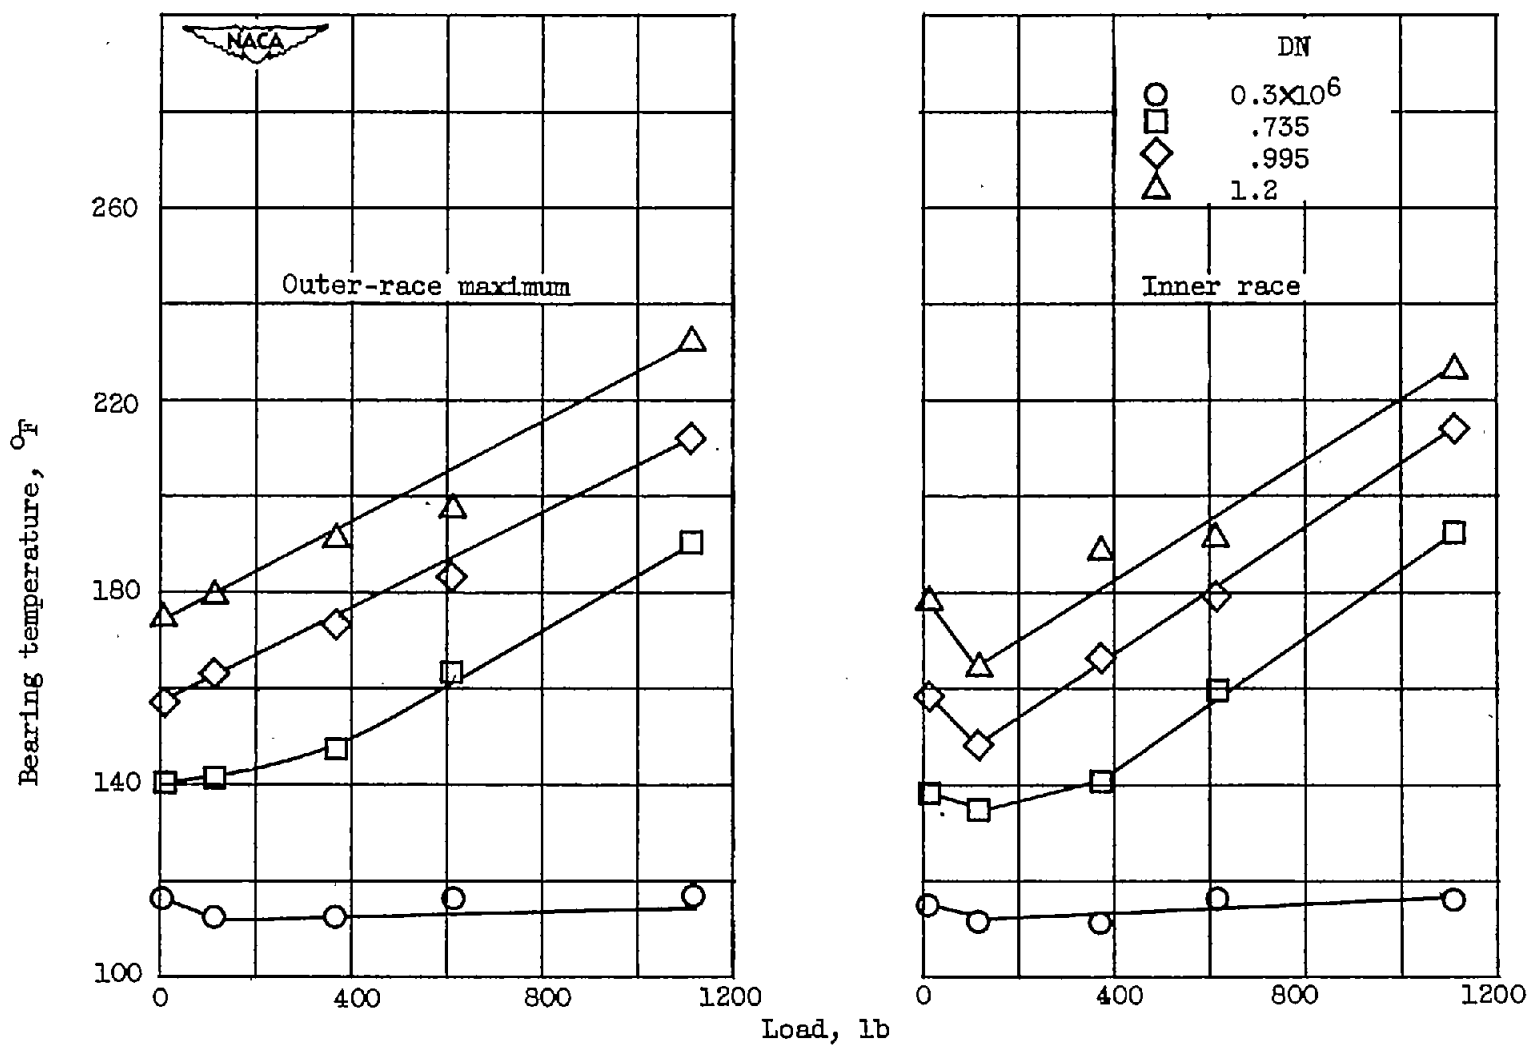 NACA
DN
0.3×10⁶
.735
.995
1.2
260
Outer-race maximum
Inner race
220
Bearing temperature, °F
180
140
100
0 400 800 1200
0 400 800 1200
Load, lb